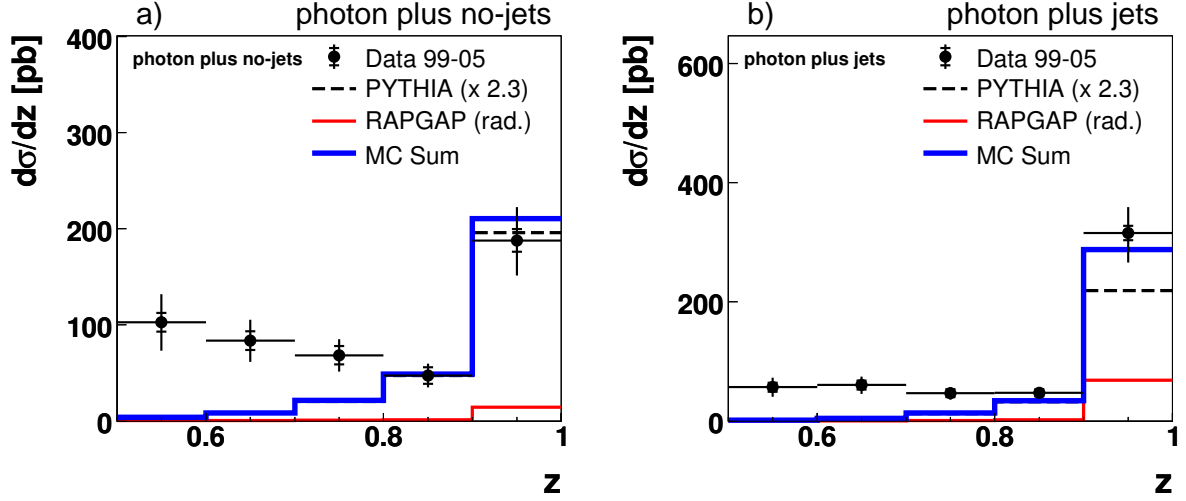 a) photon plus no-jets
dσ/dz [pb]
400
300
200
100
0
photon plus no-jets
Data 99-05
PYTHIA (x 2.3)
RAPGAP (rad.)
MC Sum
0.6 0.8 1
z
b) photon plus jets
dσ/dz [pb]
600
400
200
0
photon plus jets
Data 99-05
PYTHIA (x 2.3)
RAPGAP (rad.)
MC Sum
0.6 0.8 1
z